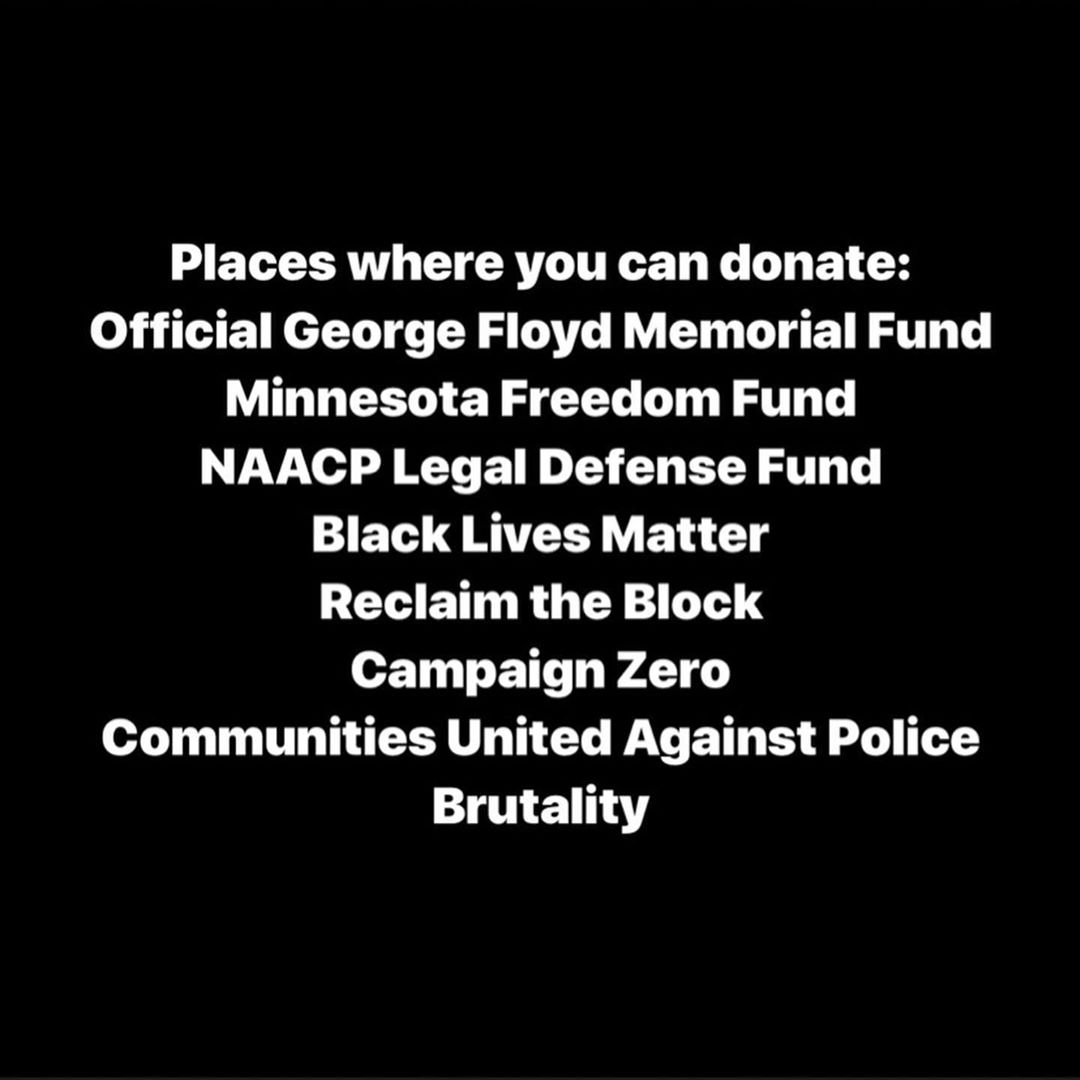 Places where you can donate:
Official George Floyd Memorial Fund
Minnesota Freedom Fund
NAACP Legal Defense Fund
Black Lives Matter
Reclaim the Block
Campaign Zero
Communities United Against Police
Brutality